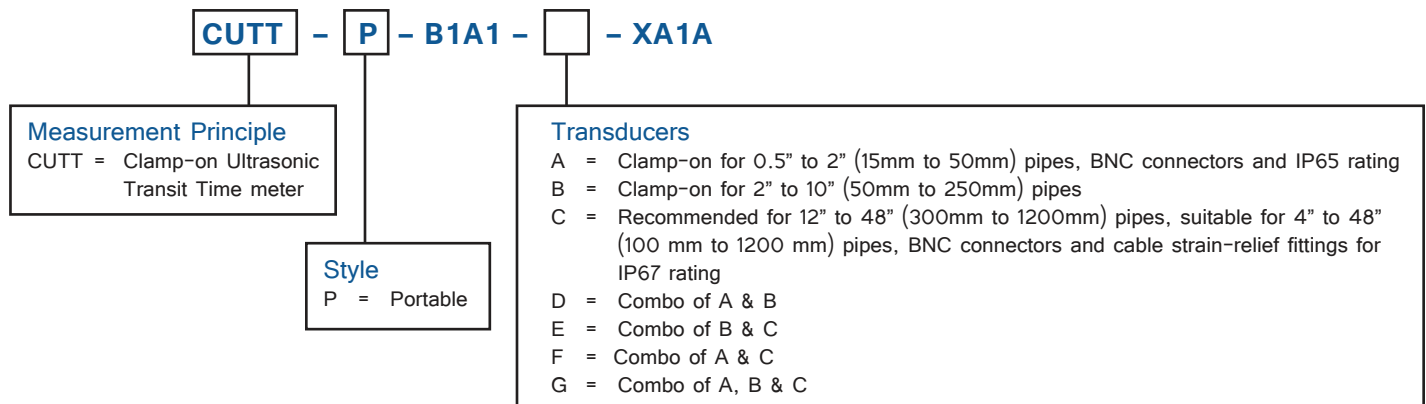 CUTT – P – B1A1 – – XA1A
Measurement Principle
CUTT = Clamp-on Ultrasonic
Transit Time meter
Style
P = Portable
Transducers
A = Clamp-on for 0.5” to 2” (15mm to 50mm) pipes, BNC connectors and IP65 rating
B = Clamp-on for 2” to 10” (50mm to 250mm) pipes
C = Recommended for 12” to 48” (300mm to 1200mm) pipes, suitable for 4” to 48”
(100 mm to 1200 mm) pipes, BNC connectors and cable strain-relief fittings for
IP67 rating
D = Combo of A & B
E = Combo of B & C
F = Combo of A & C
G = Combo of A, B & C